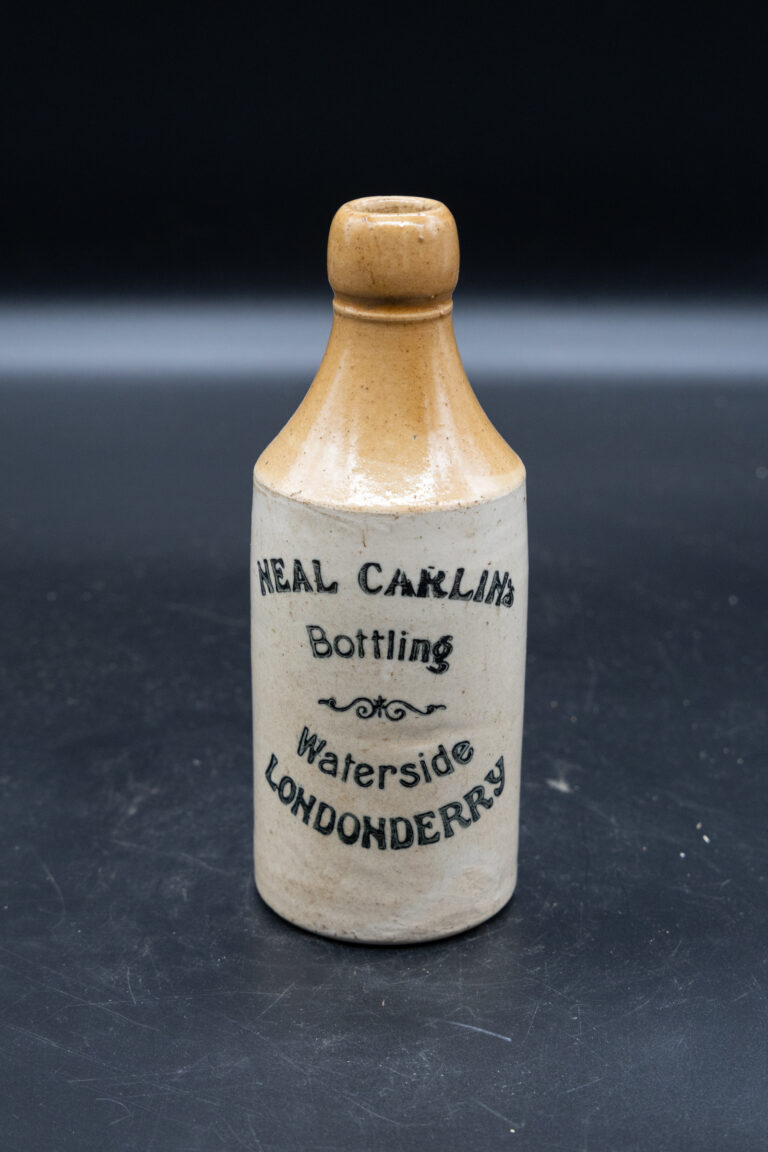 NEAL CARLIN's
Bottling
Waterside
LONDONDERRY